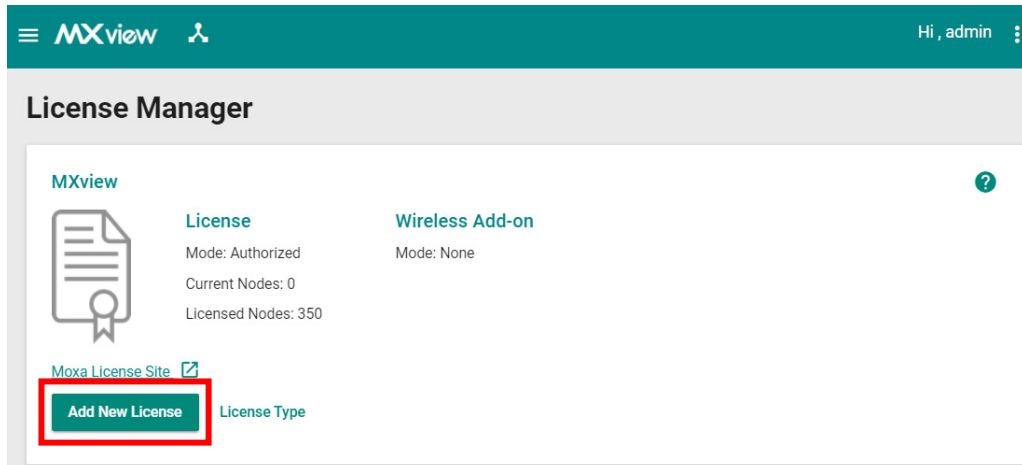 MXview
Hi , admin
License Manager
MXview
License
Wireless Add-on
Mode: Authorized
Mode: None
Current Nodes: 0
Licensed Nodes: 350
Moxa License Site
Add New License
License Type